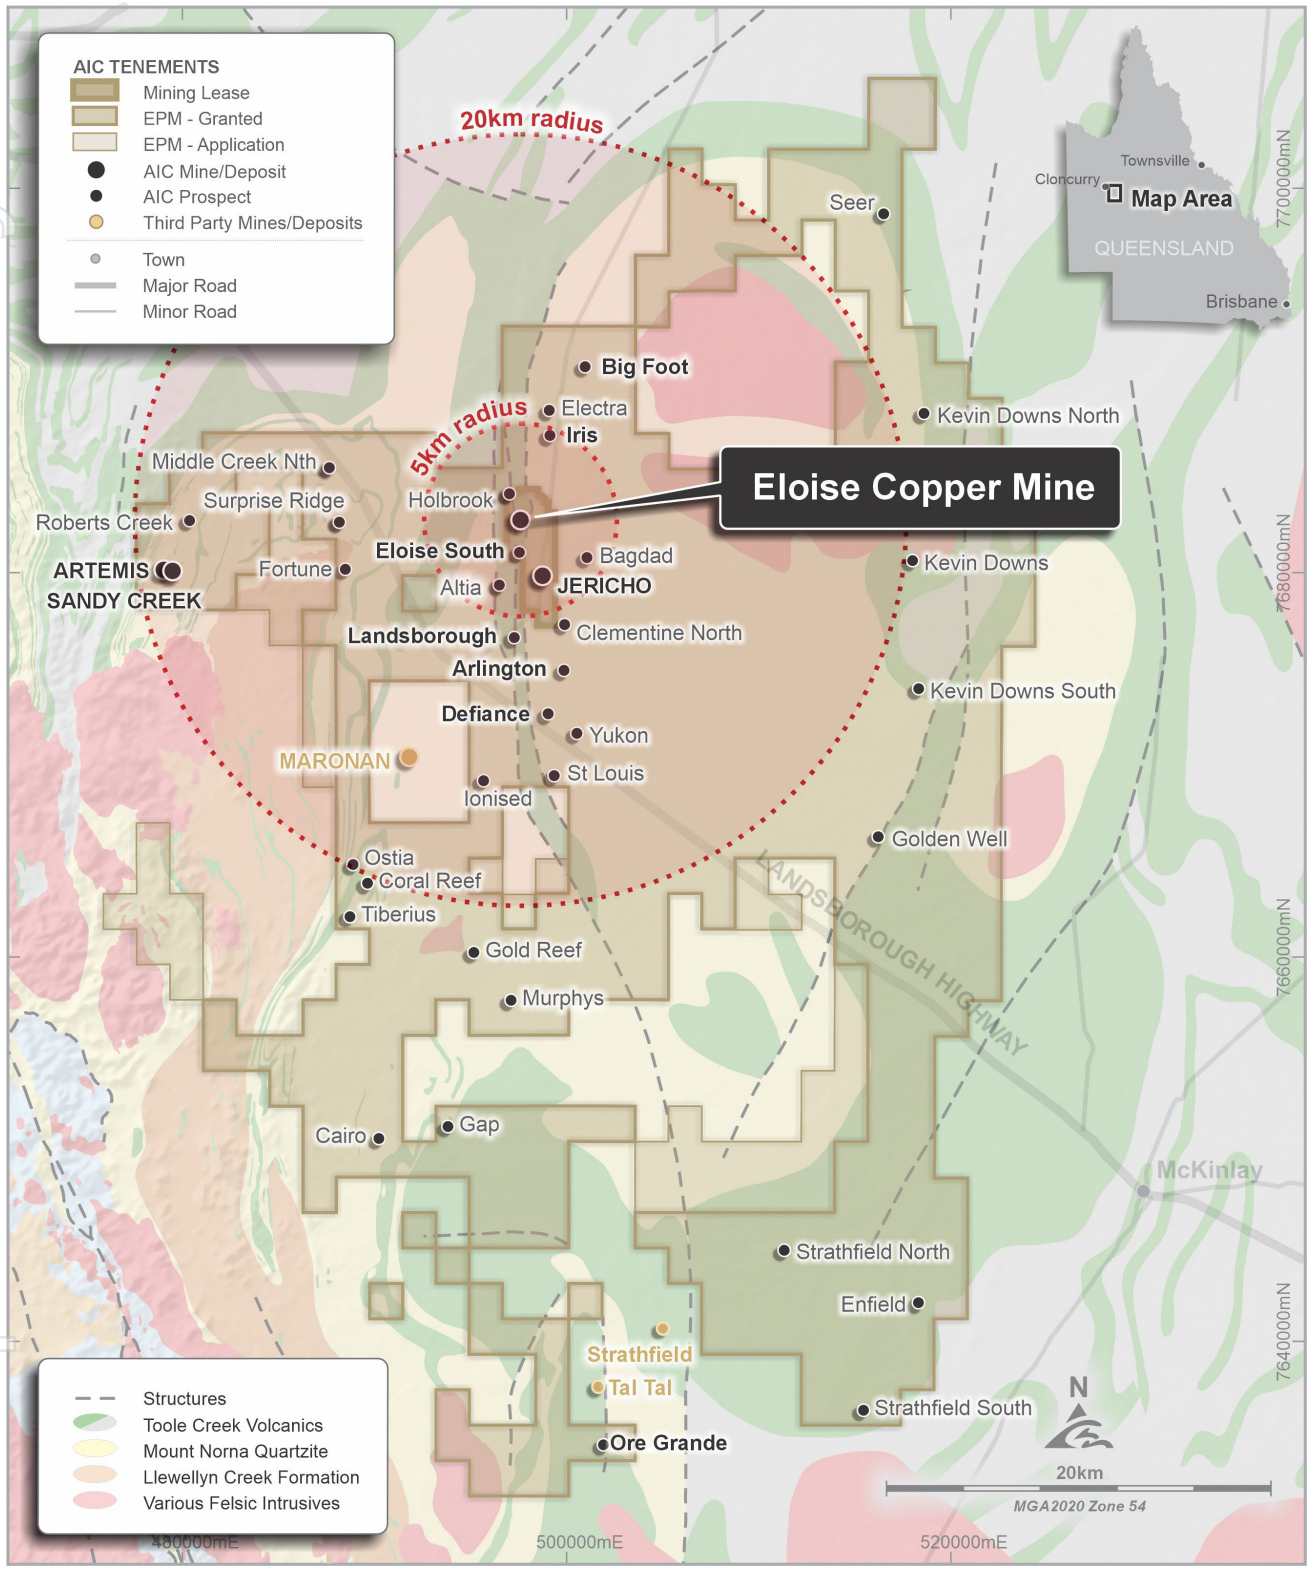 AIC TENEMENTS
Mining Lease
EPM - Granted
EPM - Application
AIC Mine/Deposit
AIC Prospect
Third Party Mines/Deposits
Town
Major Road
Minor Road
20km radius
Townsville
Cloncurry
Map Area
QUEENSLAND
Brisbane
7700000mN
Seer
Big Foot
Electra
5km radius
Iris
Kevin Downs North
Middle Creek Nth
Surprise Ridge
Holbrook
Eloise Copper Mine
Roberts Creek
Eloise South
Bagdad
Kevin Downs
ARTEMIS
Fortune
Altia
JERICHO
7680000mN
SANDY CREEK
Landsborough
Clementine North
Arlington
Kevin Downs South
Defiance
Yukon
MARONAN
St Louis
Ionised
Golden Well
Ostia
Coral Reef
LANDSBOROUGH HIGHWAY
Tiberius
Gold Reef
7660000mN
Murphys
Cairo
Gap
McKinlay
Strathfield North
Enfield
Strathfield
7640000mN
Tal Tal
Strathfield South
Ore Grande
N
20km
MGA2020 Zone 54
Structures
Toole Creek Volcanics
Mount Norna Quartzite
Llewellyn Creek Formation
Various Felsic Intrusives
480000mE
500000mE
520000mE